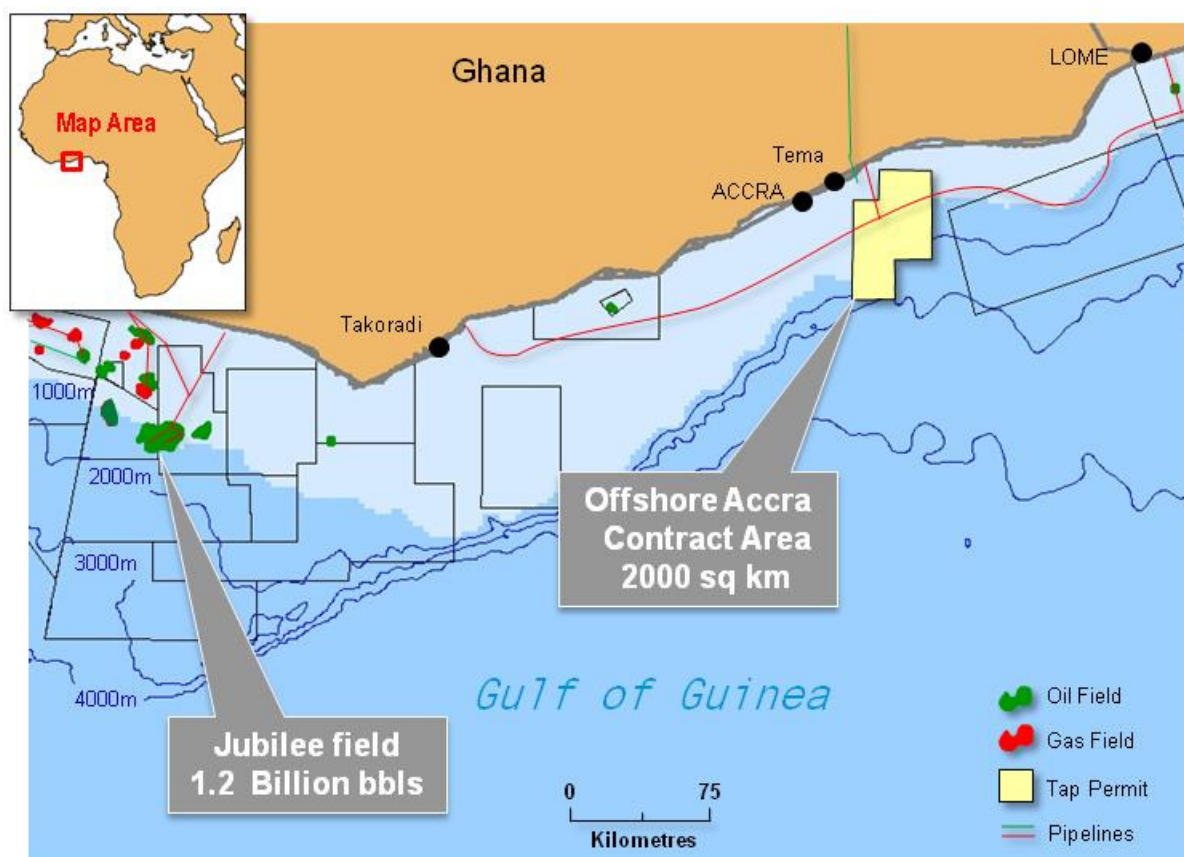 Map Area
Ghana
LOME
Tema
ACCRA
Takoradi
1000m
2000m
3000m
4000m
Offshore Accra
Contract Area
2000 sq km
Jubilee field
1.2 Billion bbls
Gulf of Guinea
0 75
Kilometres
Oil Field
Gas Field
Tap Permit
Pipelines